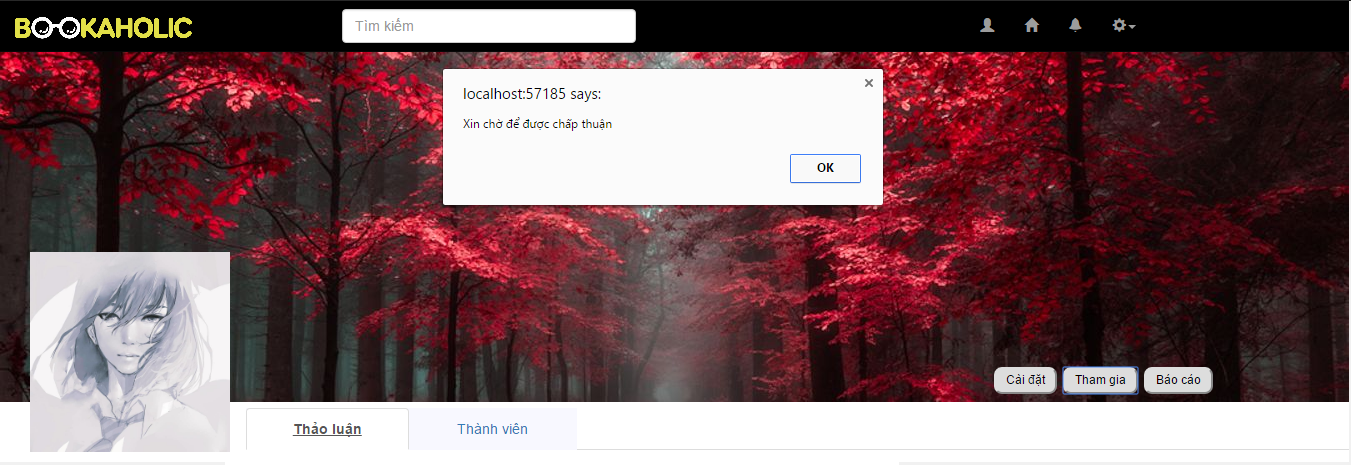 BOOKAHOLIC
Tìm kiếm
localhost:57185 says:
Xin chờ để được chấp thuận
OK
Cài đặt
Tham gia
Báo cáo
Thảo luận
Thành viên